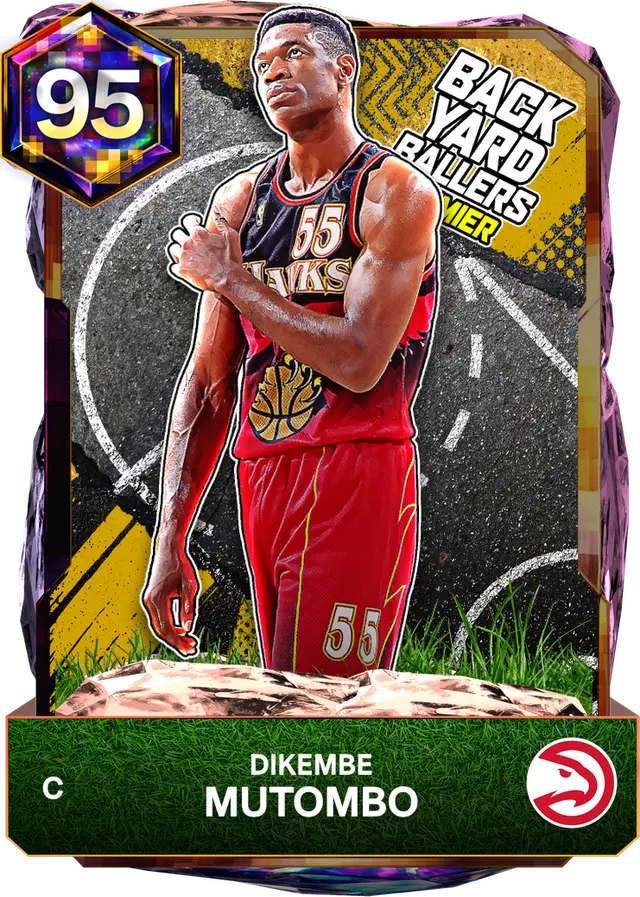 95
BACK
YARD
BALLERS
MIER
55
HAWKS
55
DIKEMBE
C
MUTOMBO